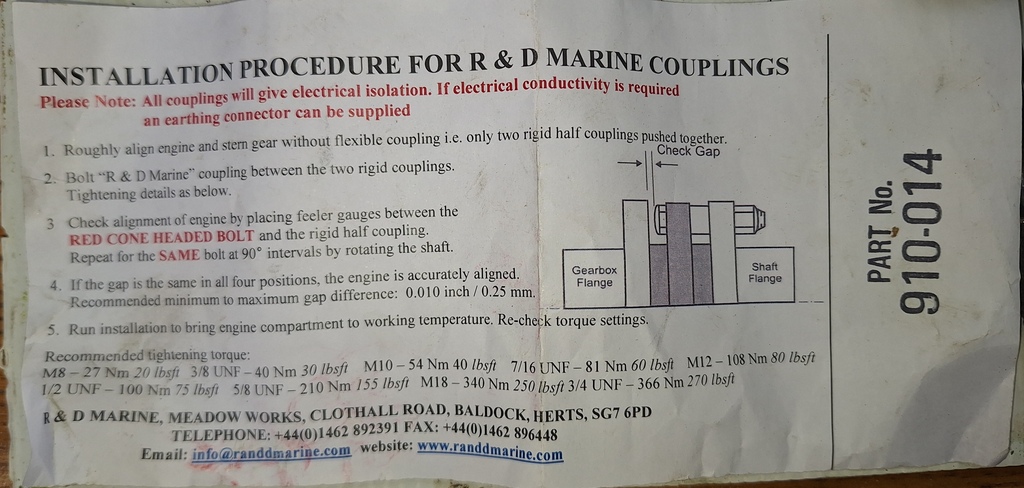 INSTALLATION PROCEDURE FOR R & D MARINE COUPLINGS
Please Note: All couplings will give electrical isolation. If electrical conductivity is required
an earthing connector can be supplied
1. Roughly align engine and stern gear without flexible coupling i.e. only two rigid half couplings pushed together.
2. Bolt “R & D Marine” coupling between the two rigid couplings.
Tightening details as below.
3 Check alignment of engine by placing feeler gauges between the
RED CONE HEADED BOLT and the rigid half coupling.
Repeat for the SAME bolt at 90° intervals by rotating the shaft.
4. If the gap is the same in all four positions, the engine is accurately aligned.
Recommended minimum to maximum gap difference: 0.010 inch / 0.25 mm.
5. Run installation to bring engine compartment to working temperature. Re-check torque settings.
Check Gap
Gearbox
Flange
Shaft
Flange
Recommended tightening torque:
M8 – 27 Nm 20 lbsft 3/8 UNF – 40 Nm 30 lbsft M10 – 54 Nm 40 lbsft 7/16 UNF – 81 Nm 60 lbsft M12 – 108 Nm 80 lbsft
1/2 UNF – 100 Nm 75 lbsft 5/8 UNF – 210 Nm 155 lbsft M18 – 340 Nm 250 lbsft 3/4 UNF – 366 Nm 270 lbsft
R & D MARINE, MEADOW WORKS, CLOTHALL ROAD, BALDOCK, HERTS, SG7 6PD
TELEPHONE: +44(0)1462 892391 FAX: +44(0)1462 896448
Email: info@randdmarine.com website: www.randdmarine.com
PART No.
910-014